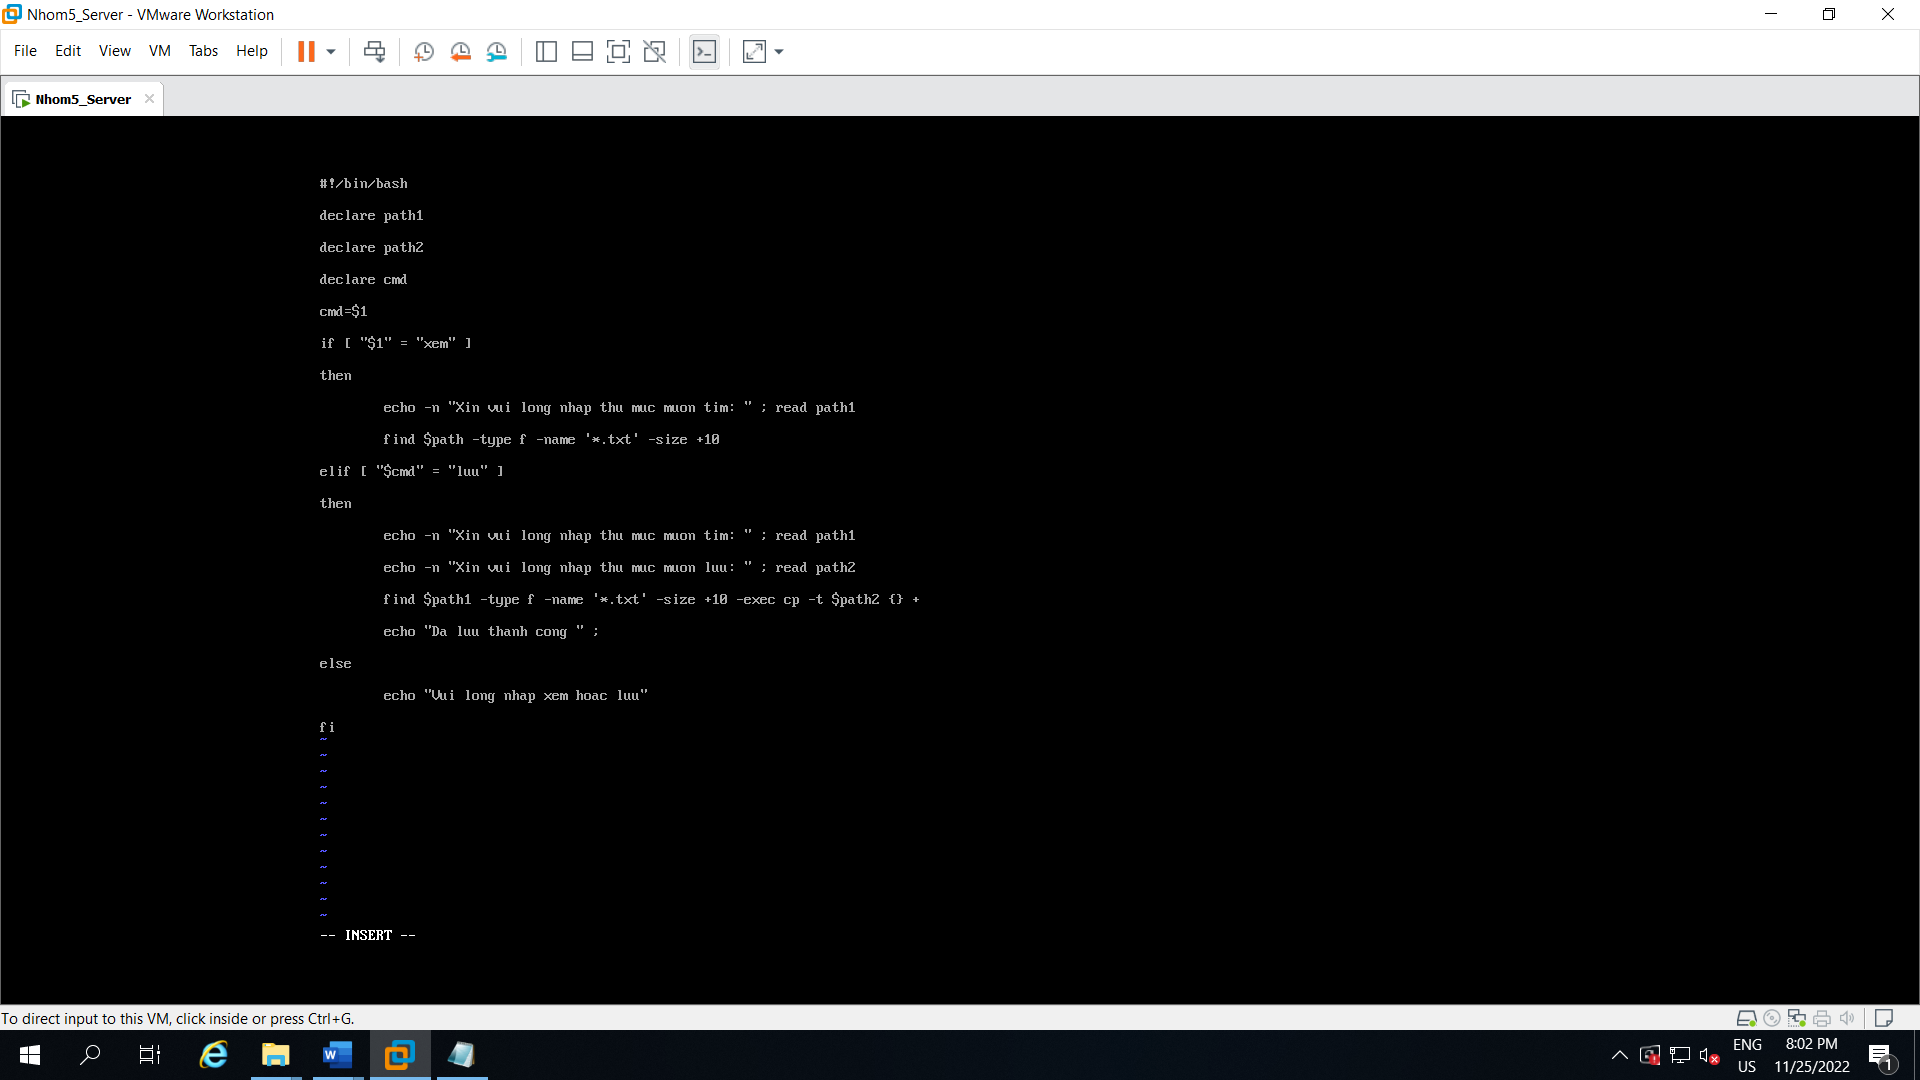 Nhom5_Server - VMware Workstation
File Edit View VM Tabs Help
Nhom5_Server
#!/bin/bash
declare path1
declare path2
declare cmd
cmd=$1
if [ "$1" = "xem" ]
then
echo -n "Xin vui long nhap thu muc muon tim: " ; read path1
find $path -type f -name '*.txt' -size +10
elif [ "$cmd" = "luu" ]
then
echo -n "Xin vui long nhap thu muc muon tim: " ; read path1
echo -n "Xin vui long nhap thu muc muon luu: " ; read path2
find $path1 -type f -name '*.txt' -size +10 -exec cp -t $path2 {} +
echo "Da luu thanh cong " ;
else
echo "Vui long nhap xem hoac luu"
fi
~
~
~
~
~
~
~
~
~
~
~
~
-- INSERT --
To direct input to this VM, click inside or press Ctrl+G.
ENG 8:02 PM
US 11/25/2022
1